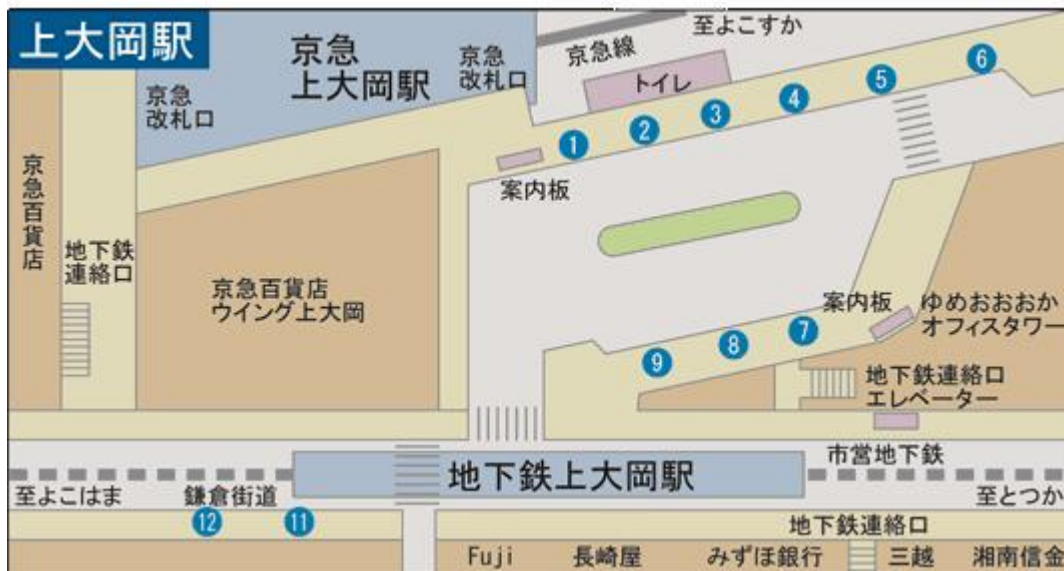 上大岡駅
京急
上大岡駅
京急
改札口
京急
改札口
京急線
至よこすか
トイレ
1
2
3
4
5
6
案内板
京急百貨店
地下鉄
連絡口
京急百貨店
ウイング上大岡
案内板
ゆめおおおか
オフィスタワー
7
8
9
地下鉄連絡口
エレベーター
市営地下鉄
地下鉄上大岡駅
至よこはま
鎌倉街道
至とつか
12
11
地下鉄連絡口
Fuji
長崎屋
みずほ銀行
三越
湘南信金